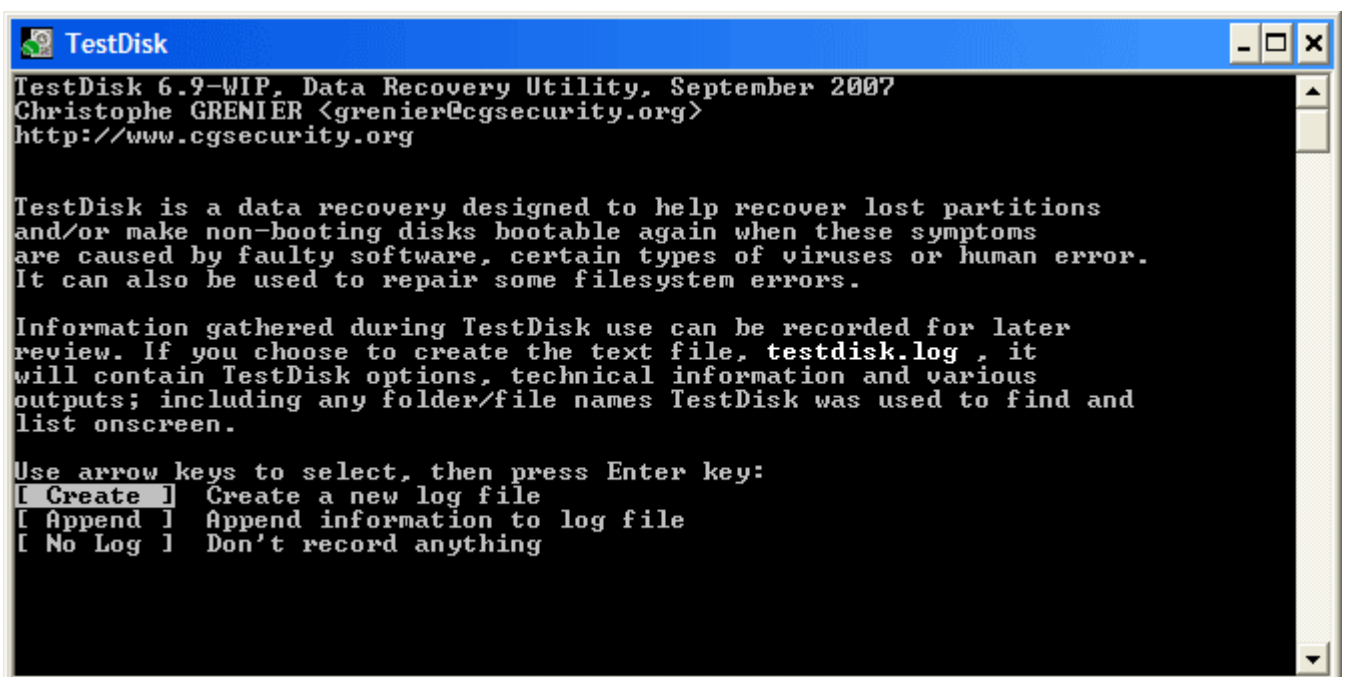 TestDisk
TestDisk 6.9-WIP, Data Recovery Utility, September 2007
Christophe GRENIER <grenier@cgsecurity.org>
http://www.cgsecurity.org
TestDisk is a data recovery designed to help recover lost partitions
and/or make non-booting disks bootable again when these symptoms
are caused by faulty software, certain types of viruses or human error.
It can also be used to repair some filesystem errors.
Information gathered during TestDisk use can be recorded for later
review. If you choose to create the text file, testdisk.log , it
will contain TestDisk options, technical information and various
outputs; including any folder/file names TestDisk was used to find and
list onscreen.
Use arrow keys to select, then press Enter key:
[ Create ]  Create a new log file
[ Append ]  Append information to log file
[ No Log ]  Don't record anything